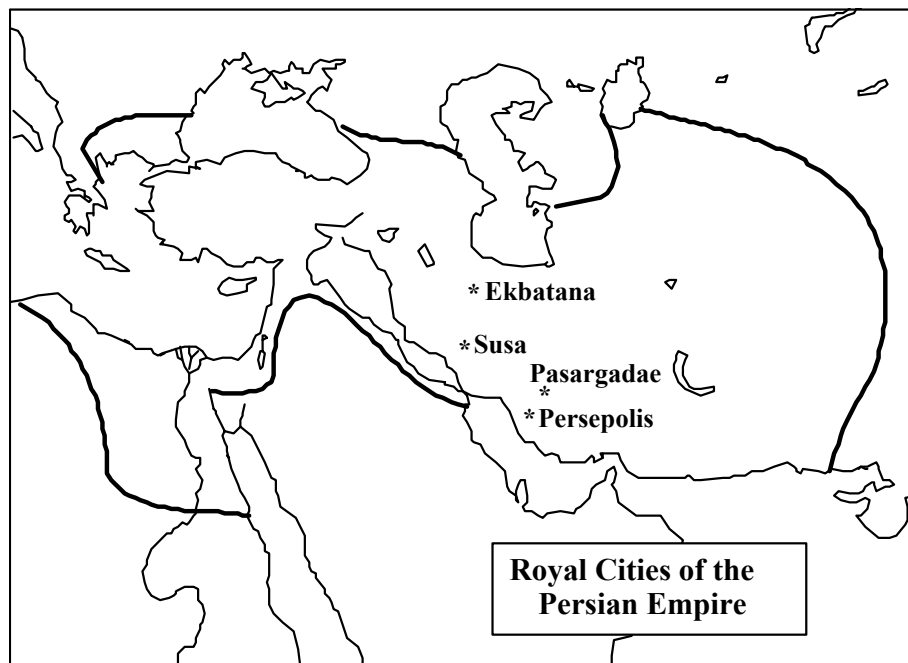 * Ekbatana
* Susa
Pasargadae
*
* Persepolis
Royal Cities of the
Persian Empire